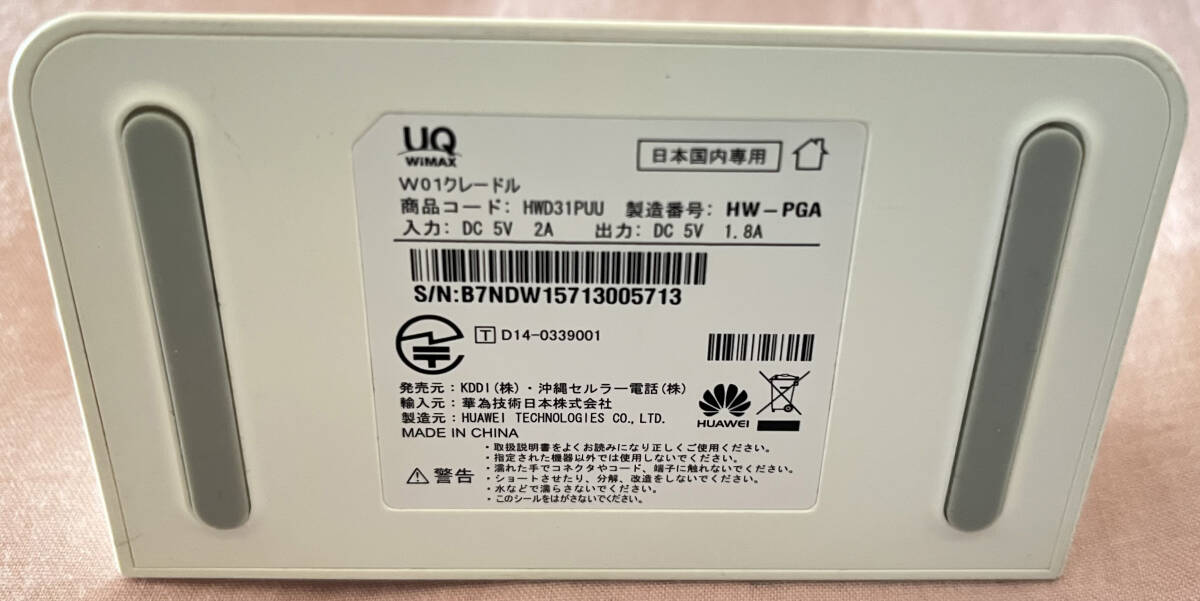 UQ
WiMAX
日本国内専用
W01クレードル
商品コード: HWD31PUU 製造番号: HW-PGA
入力: DC 5V 2A 出力: DC 5V 1.8A
S/N:B7NDW15713005713
T D14-0339001
発売元: KDDI(株)・沖縄セルラー電話(株)
輸入元: 華為技術日本株式会社
製造元: HUAWEI TECHNOLOGIES CO., LTD.
MADE IN CHINA
HUAWEI
警告
・取扱説明書をよくお読みになり正しくご使用ください。
・指定された機器以外では使用しないでください。
・濡れた手でコネクタやコード、端子に触れないでください。
・ショートさせたり、分解、改造をしないでください。
・水などで濡らさないでください。
・このシールをはがさないでください。